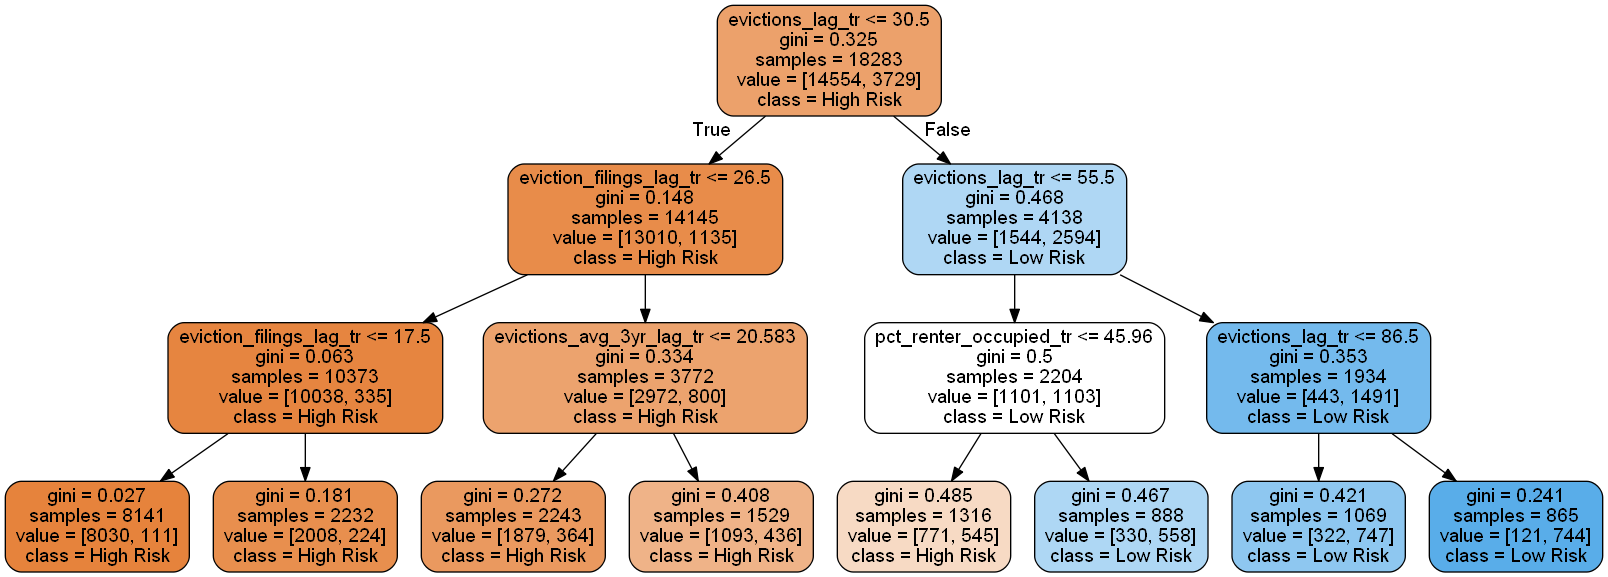 evictions_lag_tr <= 30.5
gini = 0.325
samples = 18283
value = [14554, 3729]
class = High Risk
True
False
eviction_filings_lag_tr <= 26.5
gini = 0.148
samples = 14145
value = [13010, 1135]
class = High Risk
evictions_lag_tr <= 55.5
gini = 0.468
samples = 4138
value = [1544, 2594]
class = Low Risk
eviction_filings_lag_tr <= 17.5
gini = 0.063
samples = 10373
value = [10038, 335]
class = High Risk
evictions_avg_3yr_lag_tr <= 20.583
gini = 0.334
samples = 3772
value = [2972, 800]
class = High Risk
pct_renter_occupied_tr <= 45.96
gini = 0.5
samples = 2204
value = [1101, 1103]
class = Low Risk
evictions_lag_tr <= 86.5
gini = 0.353
samples = 1934
value = [443, 1491]
class = Low Risk
gini = 0.027
samples = 8141
value = [8030, 111]
class = High Risk
gini = 0.181
samples = 2232
value = [2008, 224]
class = High Risk
gini = 0.272
samples = 2243
value = [1879, 364]
class = High Risk
gini = 0.408
samples = 1529
value = [1093, 436]
class = High Risk
gini = 0.485
samples = 1316
value = [771, 545]
class = High Risk
gini = 0.467
samples = 888
value = [330, 558]
class = Low Risk
gini = 0.421
samples = 1069
value = [322, 747]
class = Low Risk
gini = 0.241
samples = 865
value = [121, 744]
class = Low Risk